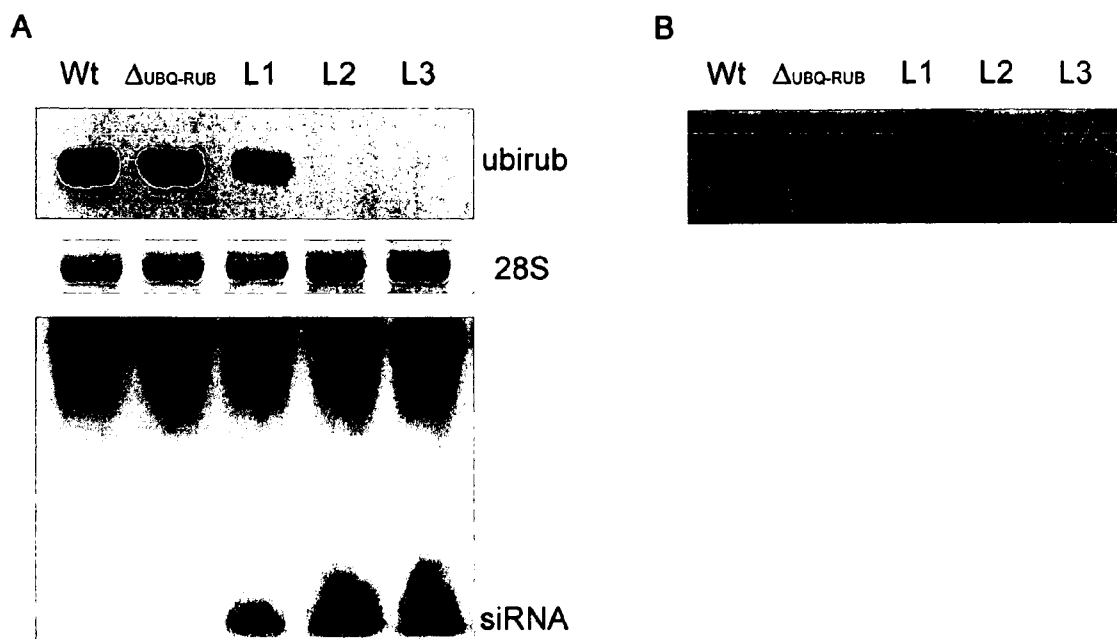 A
Wt ΔUBQ-RUB L1 L2 L3
ubirub
28S
siRNA
B
Wt ΔUBQ-RUB L1 L2 L3